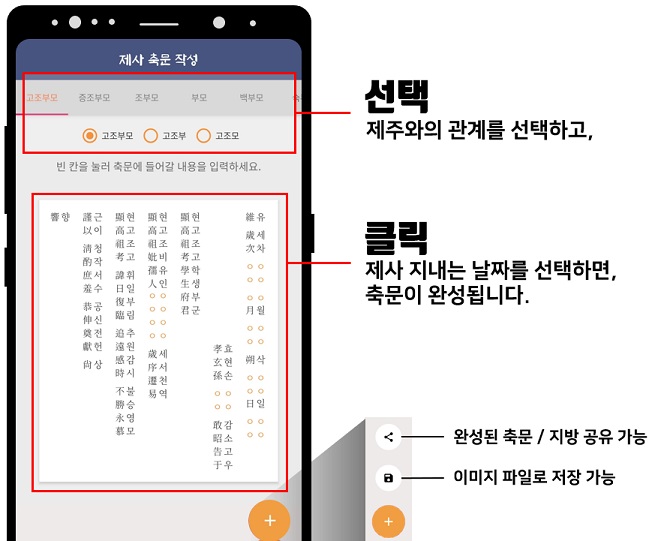 제사 축문 작성
고조부모 증조부모 조부모 부모 백부모 숙
고조부모 고조부 고조모
빈 칸을 눌러 축문에 들어갈 내용을 입력하세요.
유 세차 ○○ ○○ 월 ○○ 삭 ○○ 일 ○○
維 歲次 ○○ ○○ 月 ○○ 朔 ○○ 日 ○○
효현손 ○○ 감소고우
孝玄孫 ○○ 敢昭告于
현고조고학생부군
顯高祖考學生府君
현고조비유인 ○○○○ 세서천역
顯高祖妣孺人 ○○○○ 歲序遷易
현고조고 휘일부림 추원감시 불승영모
顯高祖考 諱日復臨 追遠感時 不勝永慕
근이 청작서수 공신전헌 상
謹以 淸酌庶羞 恭伸奠獻 尙
향
響
선택
제주와의 관계를 선택하고,
클릭
제사 지내는 날짜를 선택하면,
축문이 완성됩니다.
완성된 축문 / 지방 공유 가능
이미지 파일로 저장 가능